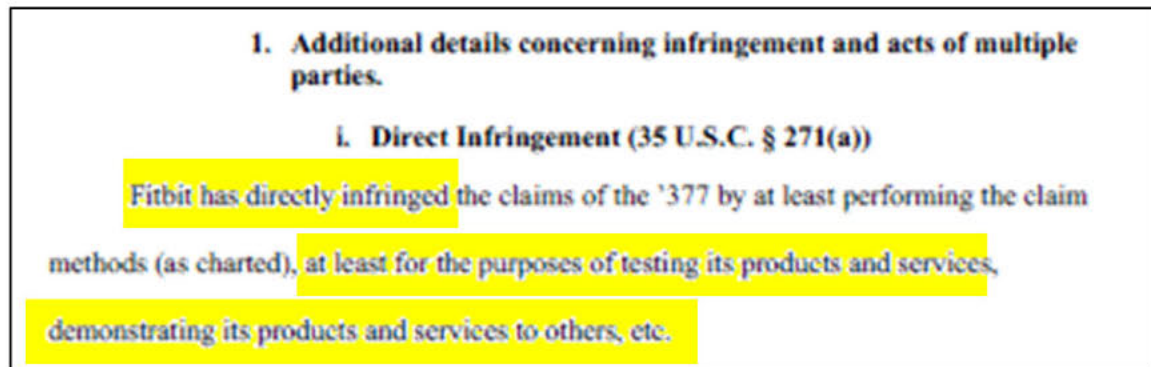 1. Additional details concerning infringement and acts of multiple
parties.
i. Direct Infringement (35 U.S.C. § 271(a))
Fitbit has directly infringed the claims of the ’377 by at least performing the claim
methods (as charted), at least for the purposes of testing its products and services,
demonstrating its products and services to others, etc.